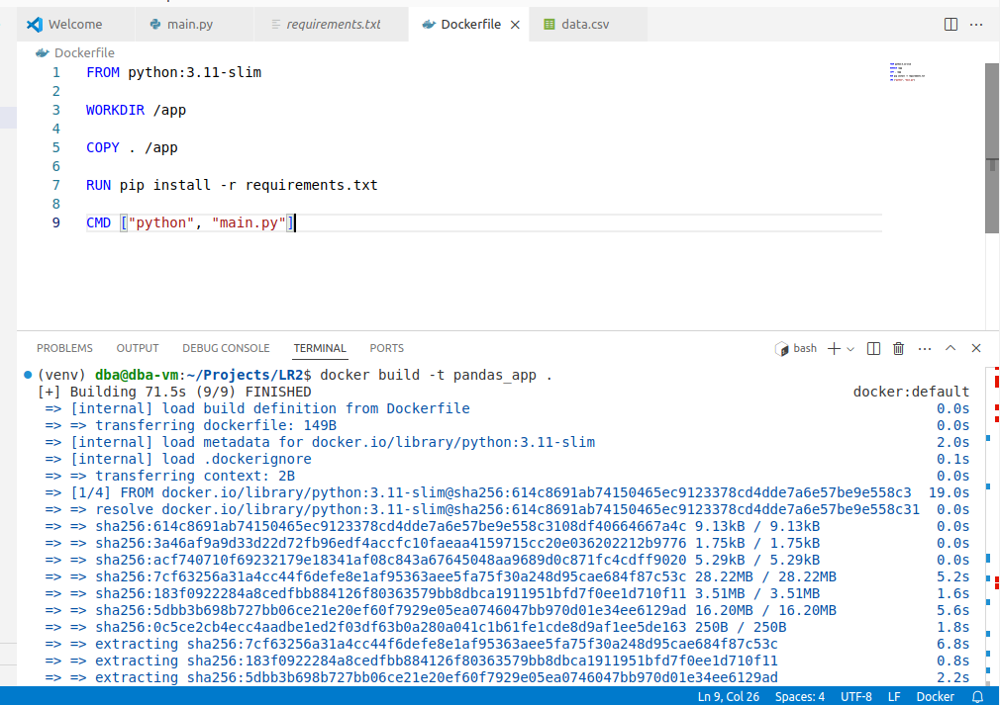 Welcome
main.py
requirements.txt
Dockerfile
data.csv
Dockerfile
1 FROM python:3.11-slim
2
3 WORKDIR /app
4
5 COPY . /app
6
7 RUN pip install -r requirements.txt
8
9 CMD ["python", "main.py"]
PROBLEMS OUTPUT DEBUG CONSOLE TERMINAL PORTS bash
(venv) dba@dba-vm:~/Projects/LR2$ docker build -t pandas_app .
[+] Building 71.5s (9/9) FINISHED docker:default
=> [internal] load build definition from Dockerfile 0.0s
=> => transferring dockerfile: 149B 0.0s
=> [internal] load metadata for docker.io/library/python:3.11-slim 2.0s
=> [internal] load .dockerignore 0.1s
=> => transferring context: 2B 0.0s
=> [1/4] FROM docker.io/library/python:3.11-slim@sha256:614c8691ab74150465ec9123378cd4dde7a6e57be9e558c3 19.0s
=> => resolve docker.io/library/python:3.11-slim@sha256:614c8691ab74150465ec9123378cd4dde7a6e57be9e558c31 0.0s
=> => sha256:614c8691ab74150465ec9123378cd4dde7a6e57be9e558c3108df40664667a4c 9.13kB / 9.13kB 0.0s
=> => sha256:3a46af9a9d33d22d72fb96edf4accfc10faeaa4159715cc20e036202212b9776 1.75kB / 1.75kB 0.0s
=> => sha256:acf740710f69232179e18341af08c843a67645048aa9689d0c871fc4cdff9020 5.29kB / 5.29kB 0.0s
=> => sha256:7cf63256a31a4cc44f6defe8e1af95363aee5fa75f30a248d95cae684f87c53c 28.22MB / 28.22MB 5.2s
=> => sha256:183f0922284a8cedfbb884126f80363579bb8dbca1911951bfd7f0ee1d710f11 3.51MB / 3.51MB 1.6s
=> => sha256:5dbb3b698b727bb06ce21e20ef60f7929e05ea0746047bb970d01e34ee6129ad 16.20MB / 16.20MB 5.6s
=> => sha256:0c5ce2cb4ecc4aadbe1ed2f03df63b0a280a041c1b61fe1cde8d9af1ee5de163 250B / 250B 1.8s
=> => extracting sha256:7cf63256a31a4cc44f6defe8e1af95363aee5fa75f30a248d95cae684f87c53c 6.8s
=> => extracting sha256:183f0922284a8cedfbb884126f80363579bb8dbca1911951bfd7f0ee1d710f11 0.8s
=> => extracting sha256:5dbb3b698b727bb06ce21e20ef60f7929e05ea0746047bb970d01e34ee6129ad 2.2s
Ln 9, Col 26 Spaces: 4 UTF-8 LF Docker